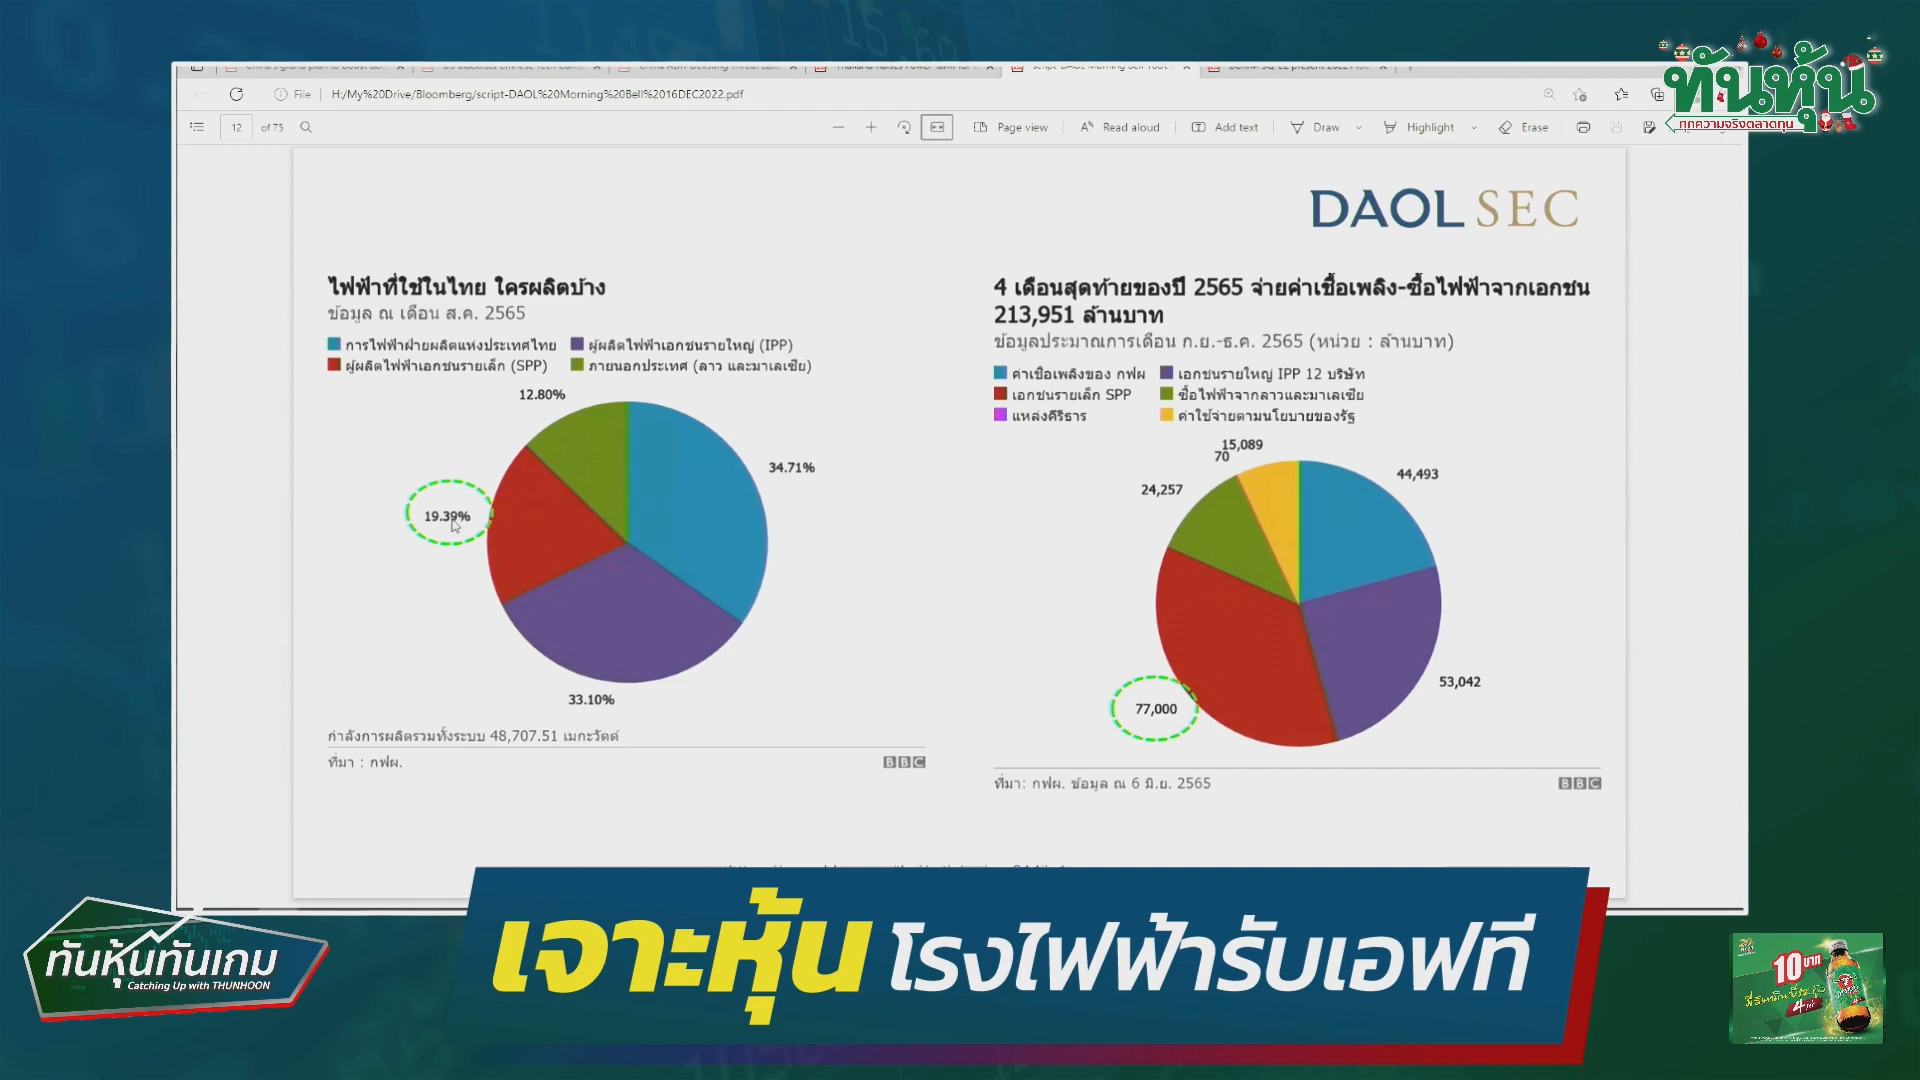 ทันหุ้น
ทุกความจริงตลาดทุน
File
H:/My%20Drive/Bloomberg/script-DAOL%20Morning%20Bell%2016DEC2022.pdf
12 of 75
Page view
Read aloud
Add text
Draw
Highlight
Erase
DAOL SEC
ไฟฟ้าที่ใช้ในไทย ใครผลิตบ้าง
ข้อมูล ณ เดือน ส.ค. 2565
การไฟฟ้าฝ่ายผลิตแห่งประเทศไทย
ผู้ผลิตไฟฟ้าเอกชนรายใหญ่ (IPP)
ผู้ผลิตไฟฟ้าเอกชนรายเล็ก (SPP)
ภายนอกประเทศ (ลาว และมาเลเซีย)
12.80%
34.71%
19.39%
33.10%
กำลังการผลิตรวมทั้งระบบ 48,707.51 เมกะวัตต์
ที่มา : กฟผ.
BBC
4 เดือนสุดท้ายของปี 2565 จ่ายค่าเชื้อเพลิง-ซื้อไฟฟ้าจากเอกชน
213,951 ล้านบาท
ข้อมูลประมาณการเดือน ก.ย.-ธ.ค. 2565 (หน่วย : ล้านบาท)
ค่าเชื้อเพลิงของ กฟผ
เอกชนรายใหญ่ IPP 12 บริษัท
เอกชนรายเล็ก SPP
ซื้อไฟฟ้าจากลาวและมาเลเซีย
แหล่งคีริธาร
ค่าใช้จ่ายตามนโยบายของรัฐ
15,089
70
44,493
24,257
53,042
77,000
ที่มา: กฟผ. ข้อมูล ณ 6 มิ.ย. 2565
BBC
เจาะหุ้น โรงไฟฟ้ารับเอฟที
ทันหุ้นทันเกม
Catching Up with THUNHOON
10 บาท